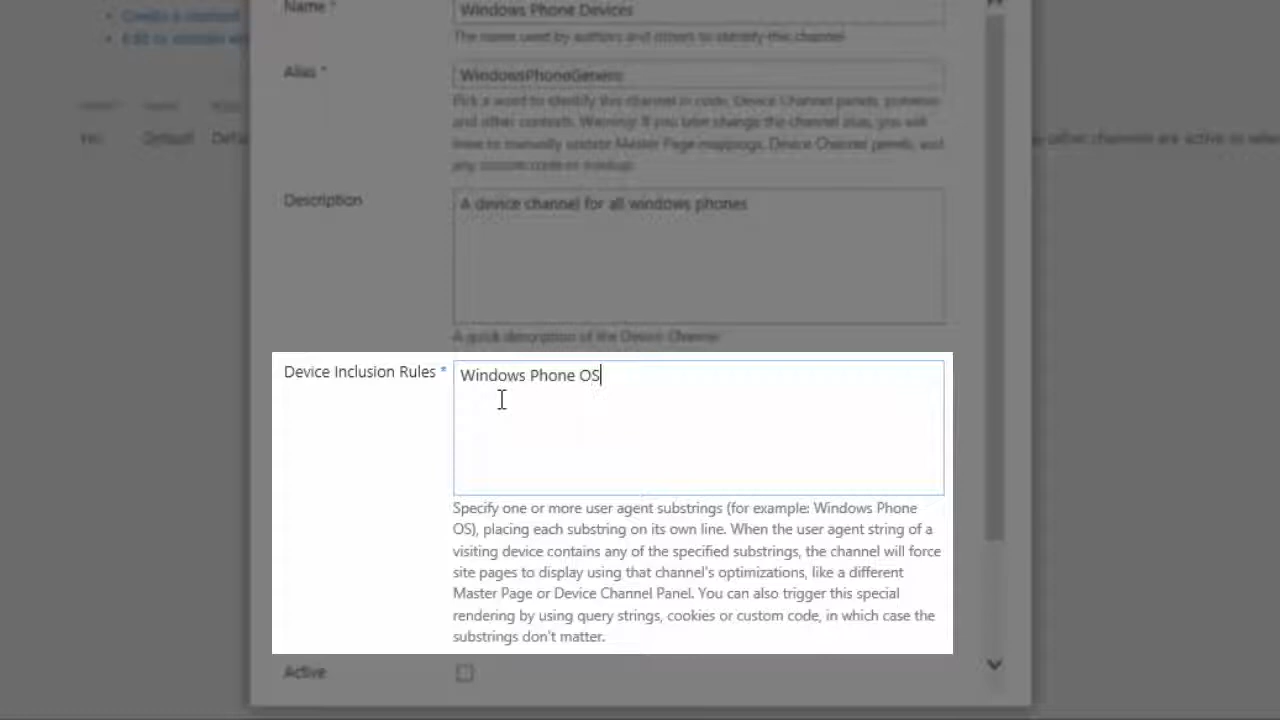 Name *
Windows Phone Devices
The name used by authors and others to identify this channel
Create a channel
Alias *
WindowsPhoneGeneric
Pick a word to identify this channel in code, Device Channel panels, previews
and other contexts. Warning: If you later change the channel alias, you will
have to manually update Master Page mappings, Device Channel panels, and
any custom code or markup.
Default
channels are active
Description
A device channel for all windows phones
A quick description of the Device Channel
Device Inclusion Rules *
Windows Phone OS
Specify one or more user agent substrings (for example: Windows Phone
OS), placing each substring on its own line. When the user agent string of a
visiting device contains any of the specified substrings, the channel will force
site pages to display using that channel's optimizations, like a different
Master Page or Device Channel Panel. You can also trigger this special
rendering by using query strings, cookies or custom code, in which case the
substrings don't matter.
Active